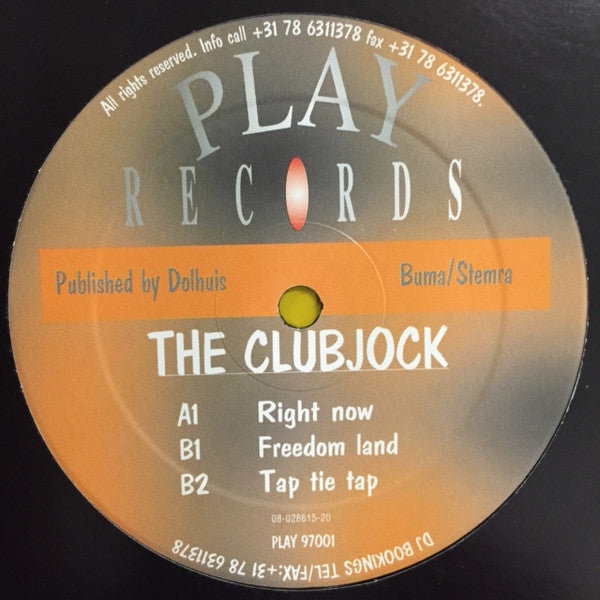 All rights reserved. Info call +31 78 6311378 fax +31 78 6311378.
PLAY
RECORDS
Published by Dolhuis
Buma/Stemra
THE CLUBJOCK
A1 Right now
B1 Freedom land
B2 Tap tie tap
08-028615-20
PLAY 97001
DJ BOOKINGS TEL/FAX:+31 78 6311378